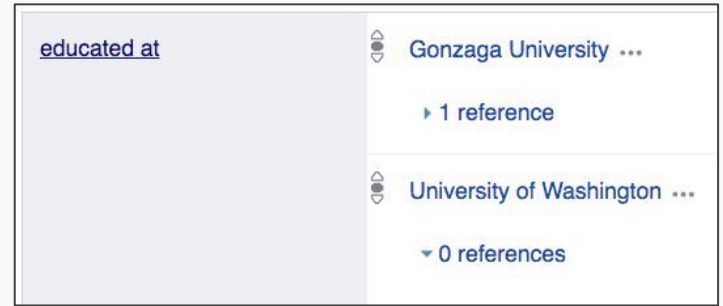 educated at
Gonzaga University ...
1 reference
University of Washington ...
0 references